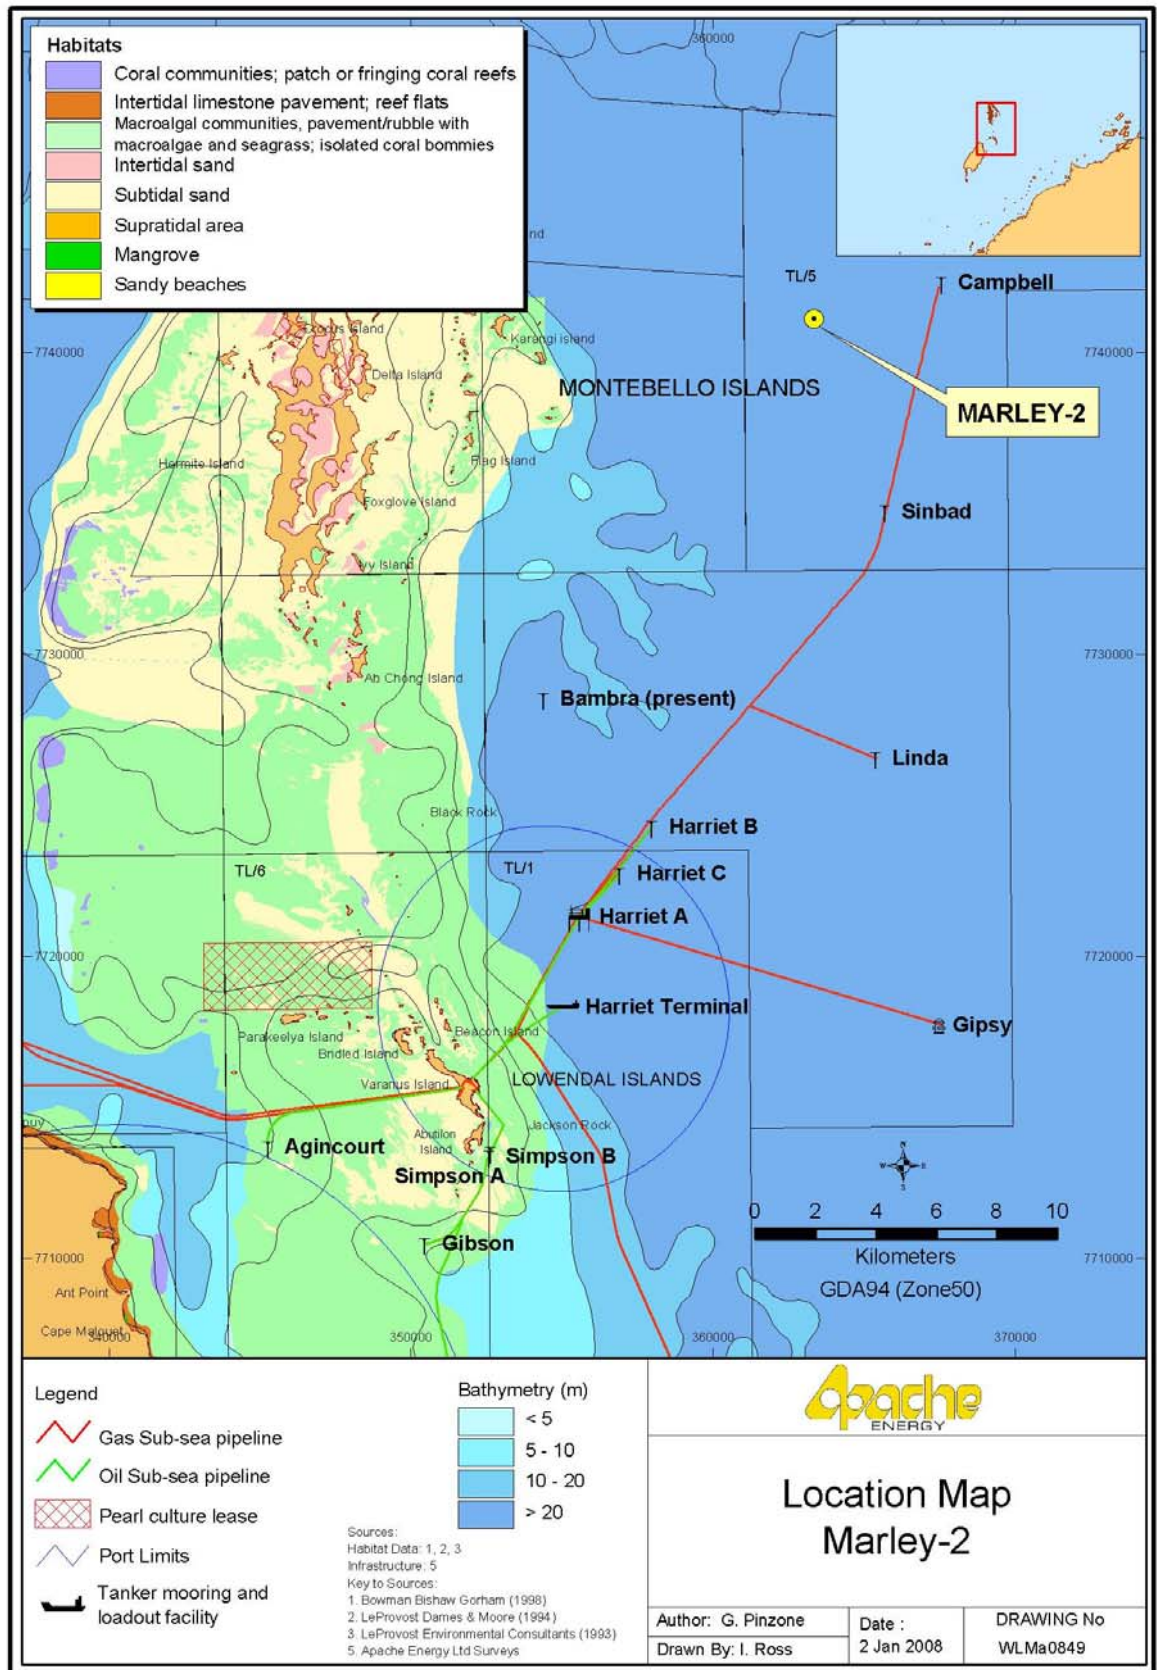 Habitats
Coral communities; patch or fringing coral reefs
Intertidal limestone pavement; reef flats
Macroalgal communities, pavement/rubble with
macroalgae and seagrass; isolated coral bommies
Intertidal sand
Subtidal sand
Supratidal area
Mangrove
Sandy beaches
360000
nd
TL/5
Campbell
7740000
7740000
Karangi island
Delta Island
MONTEBELLO ISLANDS
MARLEY-2
Hermite Island
Flag Island
Foxglove Island
Sinbad
Ivy Island
7730000
7730000
Ah Chong Island
Bambra (present)
Linda
Black Rock
Harriet B
TL/6
TL/1
Harriet C
Harriet A
7720000
7720000
Harriet Terminal
Gipsy
Parakeelya Island
Beacon Island
Bridled Island
Varanus Island
LOWENDAL ISLANDS
Jackson Rock
Abutilon
Island
Agincourt
Simpson B
Simpson A
Gibson
N
W
E
S
0 2 4 6 8 10
Kilometers
GDA94 (Zone50)
7710000
7710000
Ant Point
Cape Malouet
340000
350000
360000
370000
Legend
Gas Sub-sea pipeline
Oil Sub-sea pipeline
Pearl culture lease
Port Limits
Tanker mooring and
loadout facility
Bathymetry (m)
< 5
5 - 10
10 - 20
> 20
Sources:
Habitat Data: 1, 2, 3
Infrastructure: 5
Key to Sources:
1. Bowman Bishaw Gorham (1998)
2. LeProvost Dames & Moore (1994)
3. LeProvost Environmental Consultants (1993)
5. Apache Energy Ltd Surveys
Apache
ENERGY
Location Map
Marley-2
Author: G. Pinzone
Drawn By: I. Ross
Date :
2 Jan 2008
DRAWING No
WLMa0849